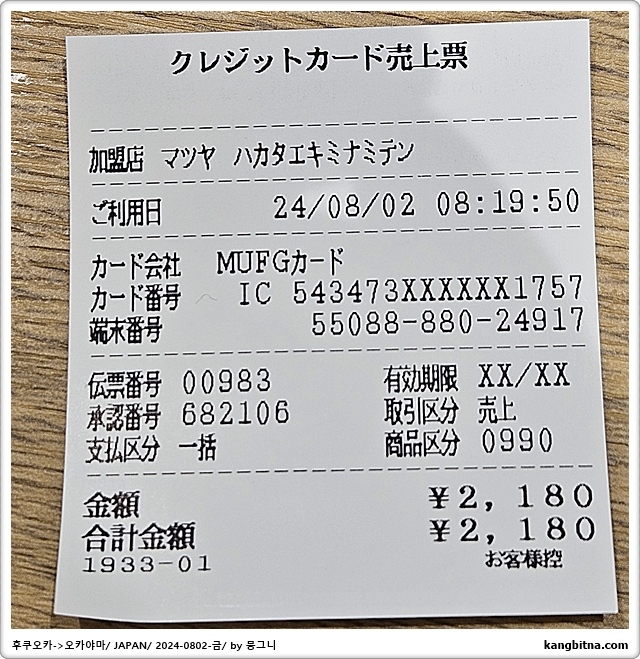 クレジットカード売上票
加盟店 マツヤ ハカタエキミナミテン
ご利用日 24/08/02 08:19:50
カード会社 MUFGカード
カード番号 IC 543473XXXXXX1757
端末番号 55088-880-24917
伝票番号 00983 有効期限 XX/XX
承認番号 682106 取引区分 売上
支払区分 一括 商品区分 0990
金額 ¥2,180
合計金額 ¥2,180
1933-01 お客様控
후쿠오카->오카야마/ JAPAN/ 2024-0802-금/ by 뭉그니
kangbitna.com